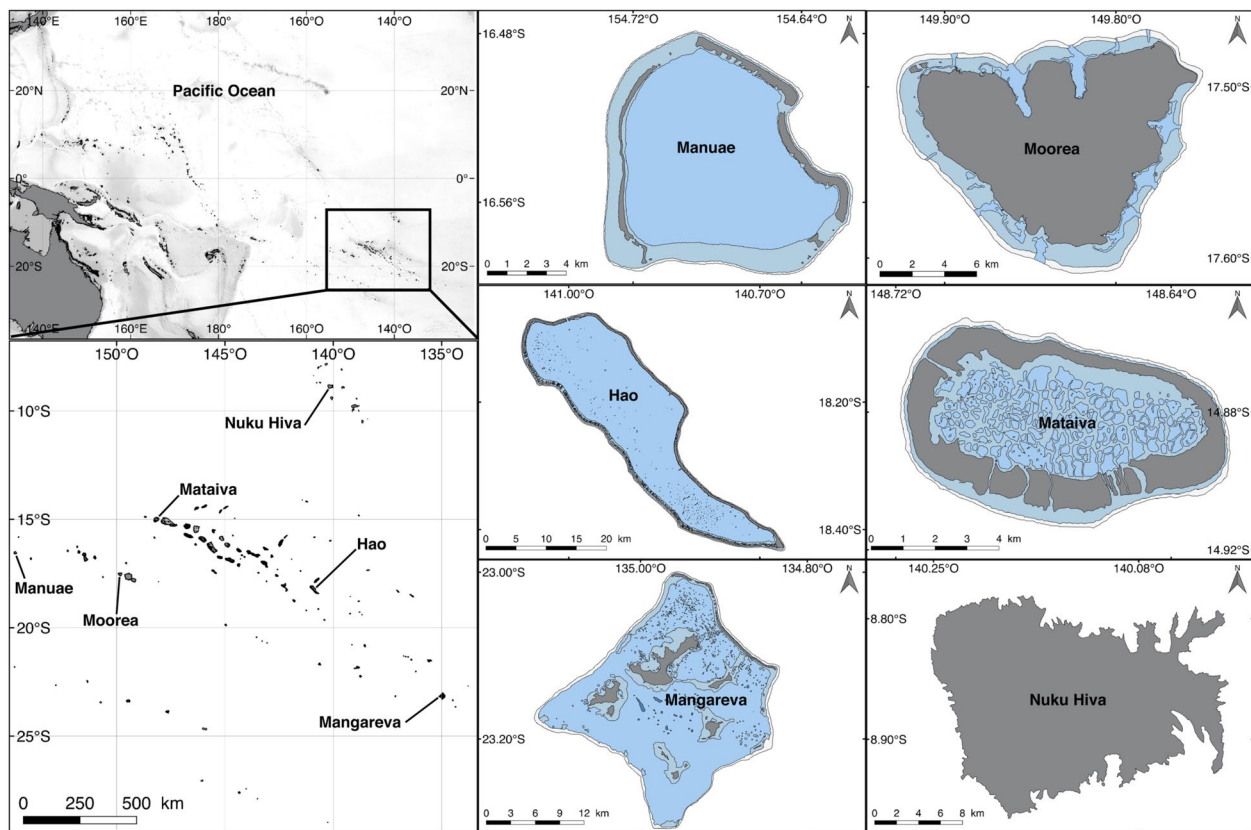 140°E 160°E 180° 160°O 140°O
Pacific Ocean
20°N 20°N
0° 0°
20°S 20°S
140°E 160°E 180° 160°O 140°O
150°O 145°O 140°O 135°O
10°S
15°S
20°S
25°S
Nuku Hiva
Mataiva
Hao
Manuae
Moorea
Mangareva
0 250 500 km
154.72°O 154.64°O
N
16.48°S
16.56°S
Manuae
0 1 2 3 4 km
149.90°O 149.80°O
N
17.50°S
17.60°S
Moorea
0 2 4 6 km
141.00°O 140.70°O
N
18.20°S
18.40°S
Hao
0 5 10 15 20 km
148.72°O 148.64°O
N
14.88°S
14.92°S
Mataiva
0 1 2 3 4 km
135.00°O 134.80°O
N
23.00°S
23.20°S
Mangareva
0 3 6 9 12 km
140.25°O 140.08°O
N
8.80°S
8.90°S
Nuku Hiva
0 2 4 6 8 km